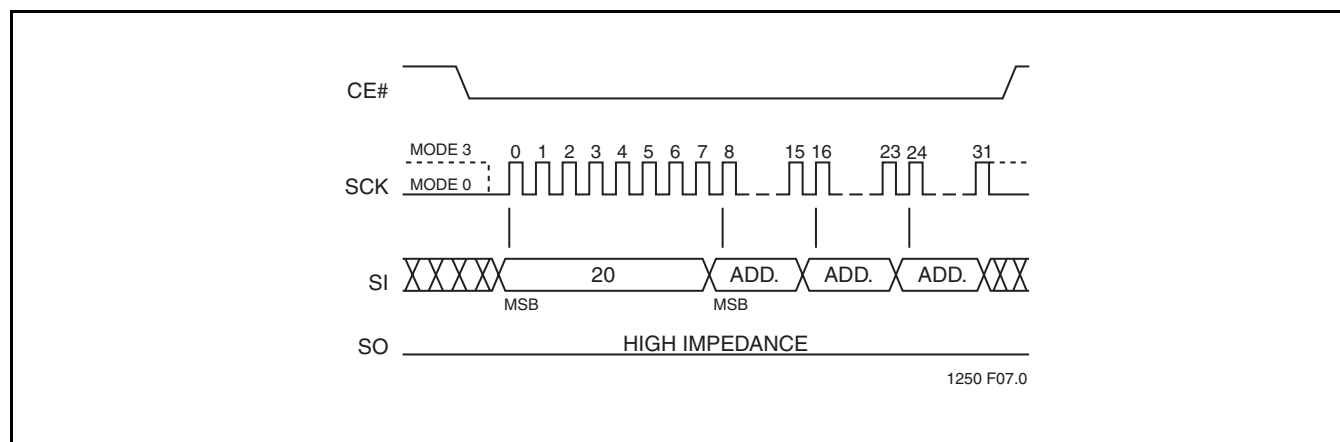 CE#
MODE 3
0 1 2 3 4 5 6 7 8 15 16 23 24 31
SCK
MODE 0
SI
20 ADD. ADD. ADD.
MSB MSB
SO
HIGH IMPEDANCE
1250 F07.0